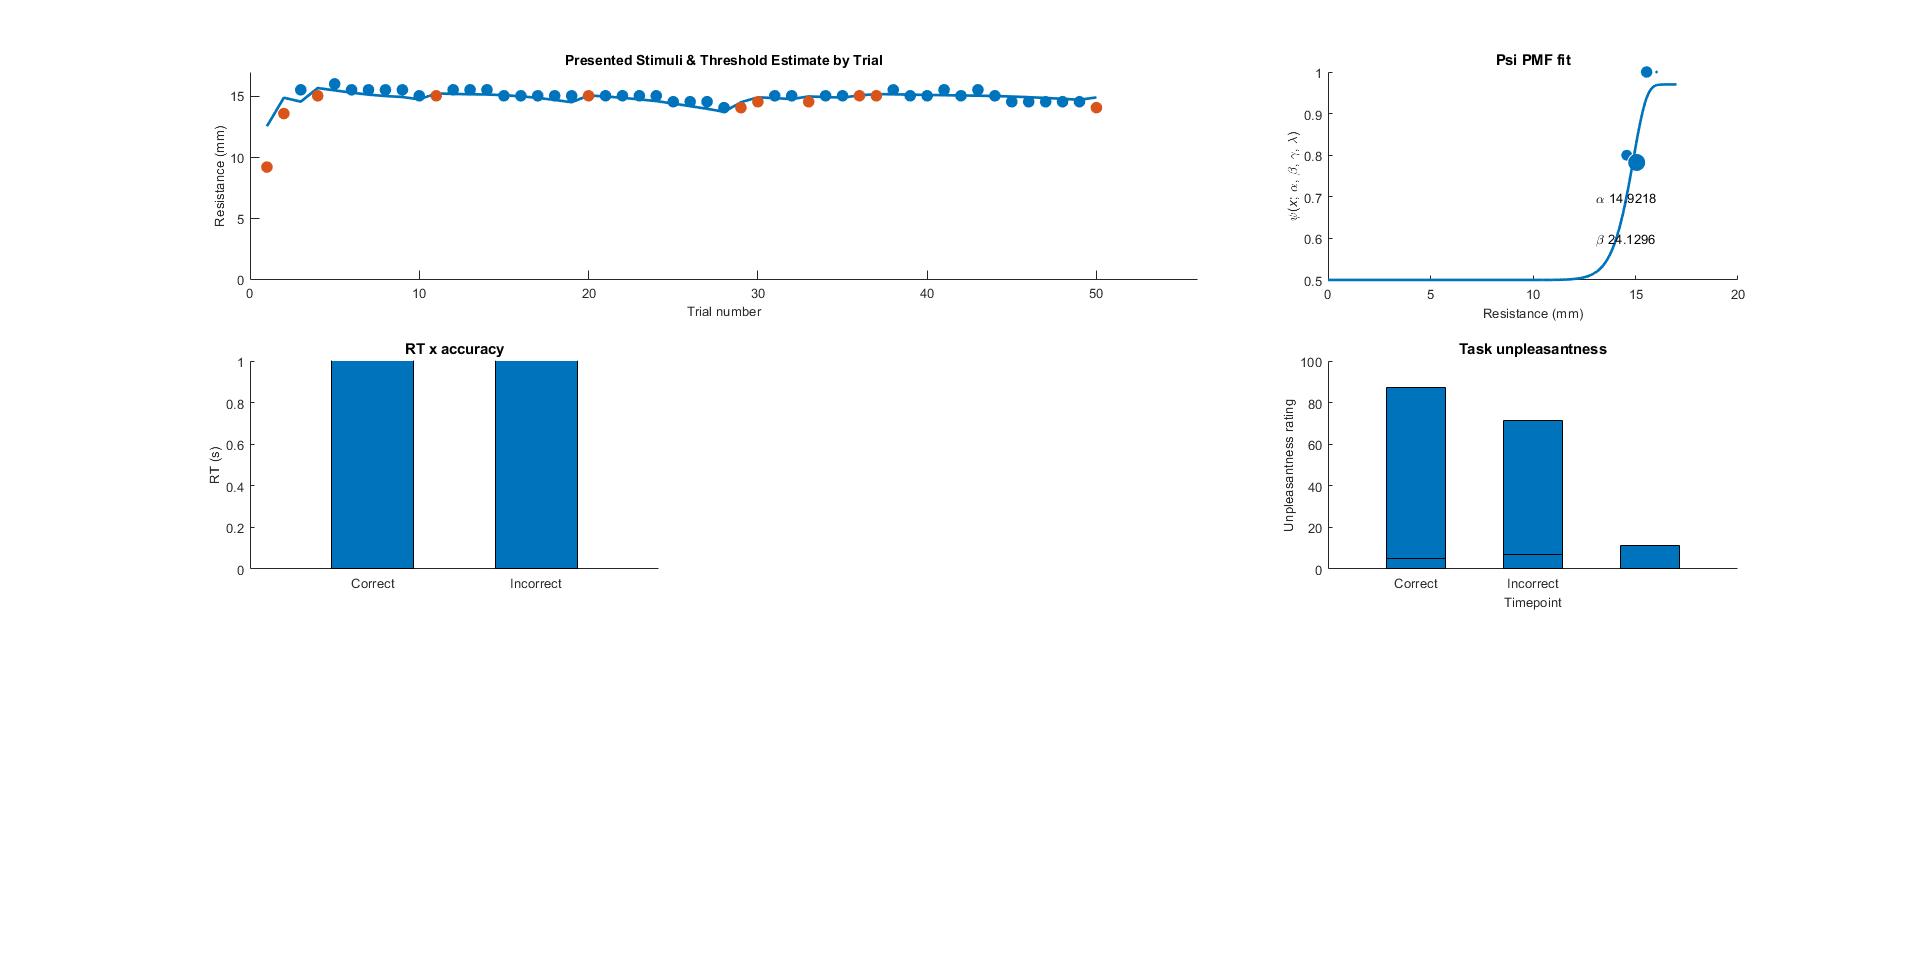 Presented Stimuli & Threshold Estimate by Trial
Resistance (mm)
15
10
5
0
0 10 20 30 40 50
Trial number
Psi PMF fit
ψ(x; α, β, γ, λ)
1
0.9
0.8
0.7
0.6
0.5
α 14.9218
β 24.1296
0 5 10 15 20
Resistance (mm)
RT x accuracy
RT (s)
1
0.8
0.6
0.4
0.2
0
Correct Incorrect
Task unpleasantness
Unpleasantness rating
100
80
60
40
20
0
Correct Incorrect
Timepoint